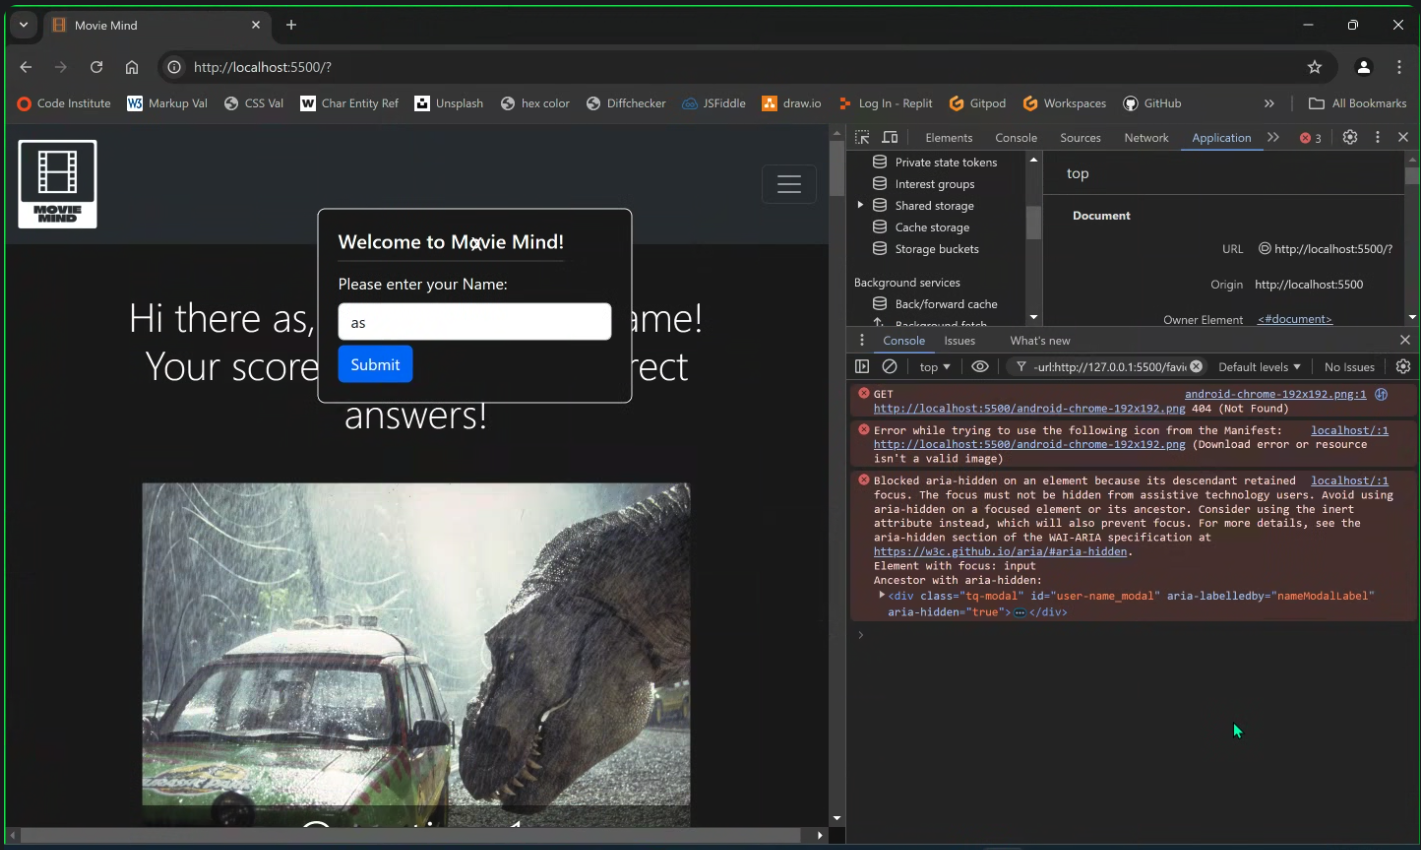 Movie Mind
http://localhost:5500/?
Code Institute
Markup Val
CSS Val
Char Entity Ref
Unsplash
hex color
Diffchecker
JSFiddle
draw.io
Log In - Replit
Gitpod
Workspaces
GitHub
All Bookmarks
MOVIE
MIND
Welcome to Movie Mind!
Please enter your Name:
as
Submit
Hi there as,
ame!
Your score
rect
answers!
Elements
Console
Sources
Network
Application
3
Private state tokens
Interest groups
Shared storage
Cache storage
Storage buckets
Background services
Back/forward cache
Background fetch
top
Document
URL
http://localhost:5500/?
Origin
http://localhost:5500
Owner Element
<#document>
Console
Issues
What's new
top
-url:http://127.0.0.1:5500/favi
Default levels
No Issues
GET
android-chrome-192x192.png:1
http://localhost:5500/android-chrome-192x192.png 404 (Not Found)
Error while trying to use the following icon from the Manifest:
localhost/:1
http://localhost:5500/android-chrome-192x192.png (Download error or resource
isn't a valid image)
Blocked aria-hidden on an element because its descendant retained
localhost/:1
focus. The focus must not be hidden from assistive technology users. Avoid using
aria-hidden on a focused element or its ancestor. Consider using the inert
attribute instead, which will also prevent focus. For more details, see the
aria-hidden section of the WAI-ARIA specification at
https://w3c.github.io/aria/#aria-hidden.
Element with focus: input
Ancestor with aria-hidden:
<div class="tq-modal" id="user-name_modal" aria-labelledby="nameModalLabel"
aria-hidden="true">…</div>